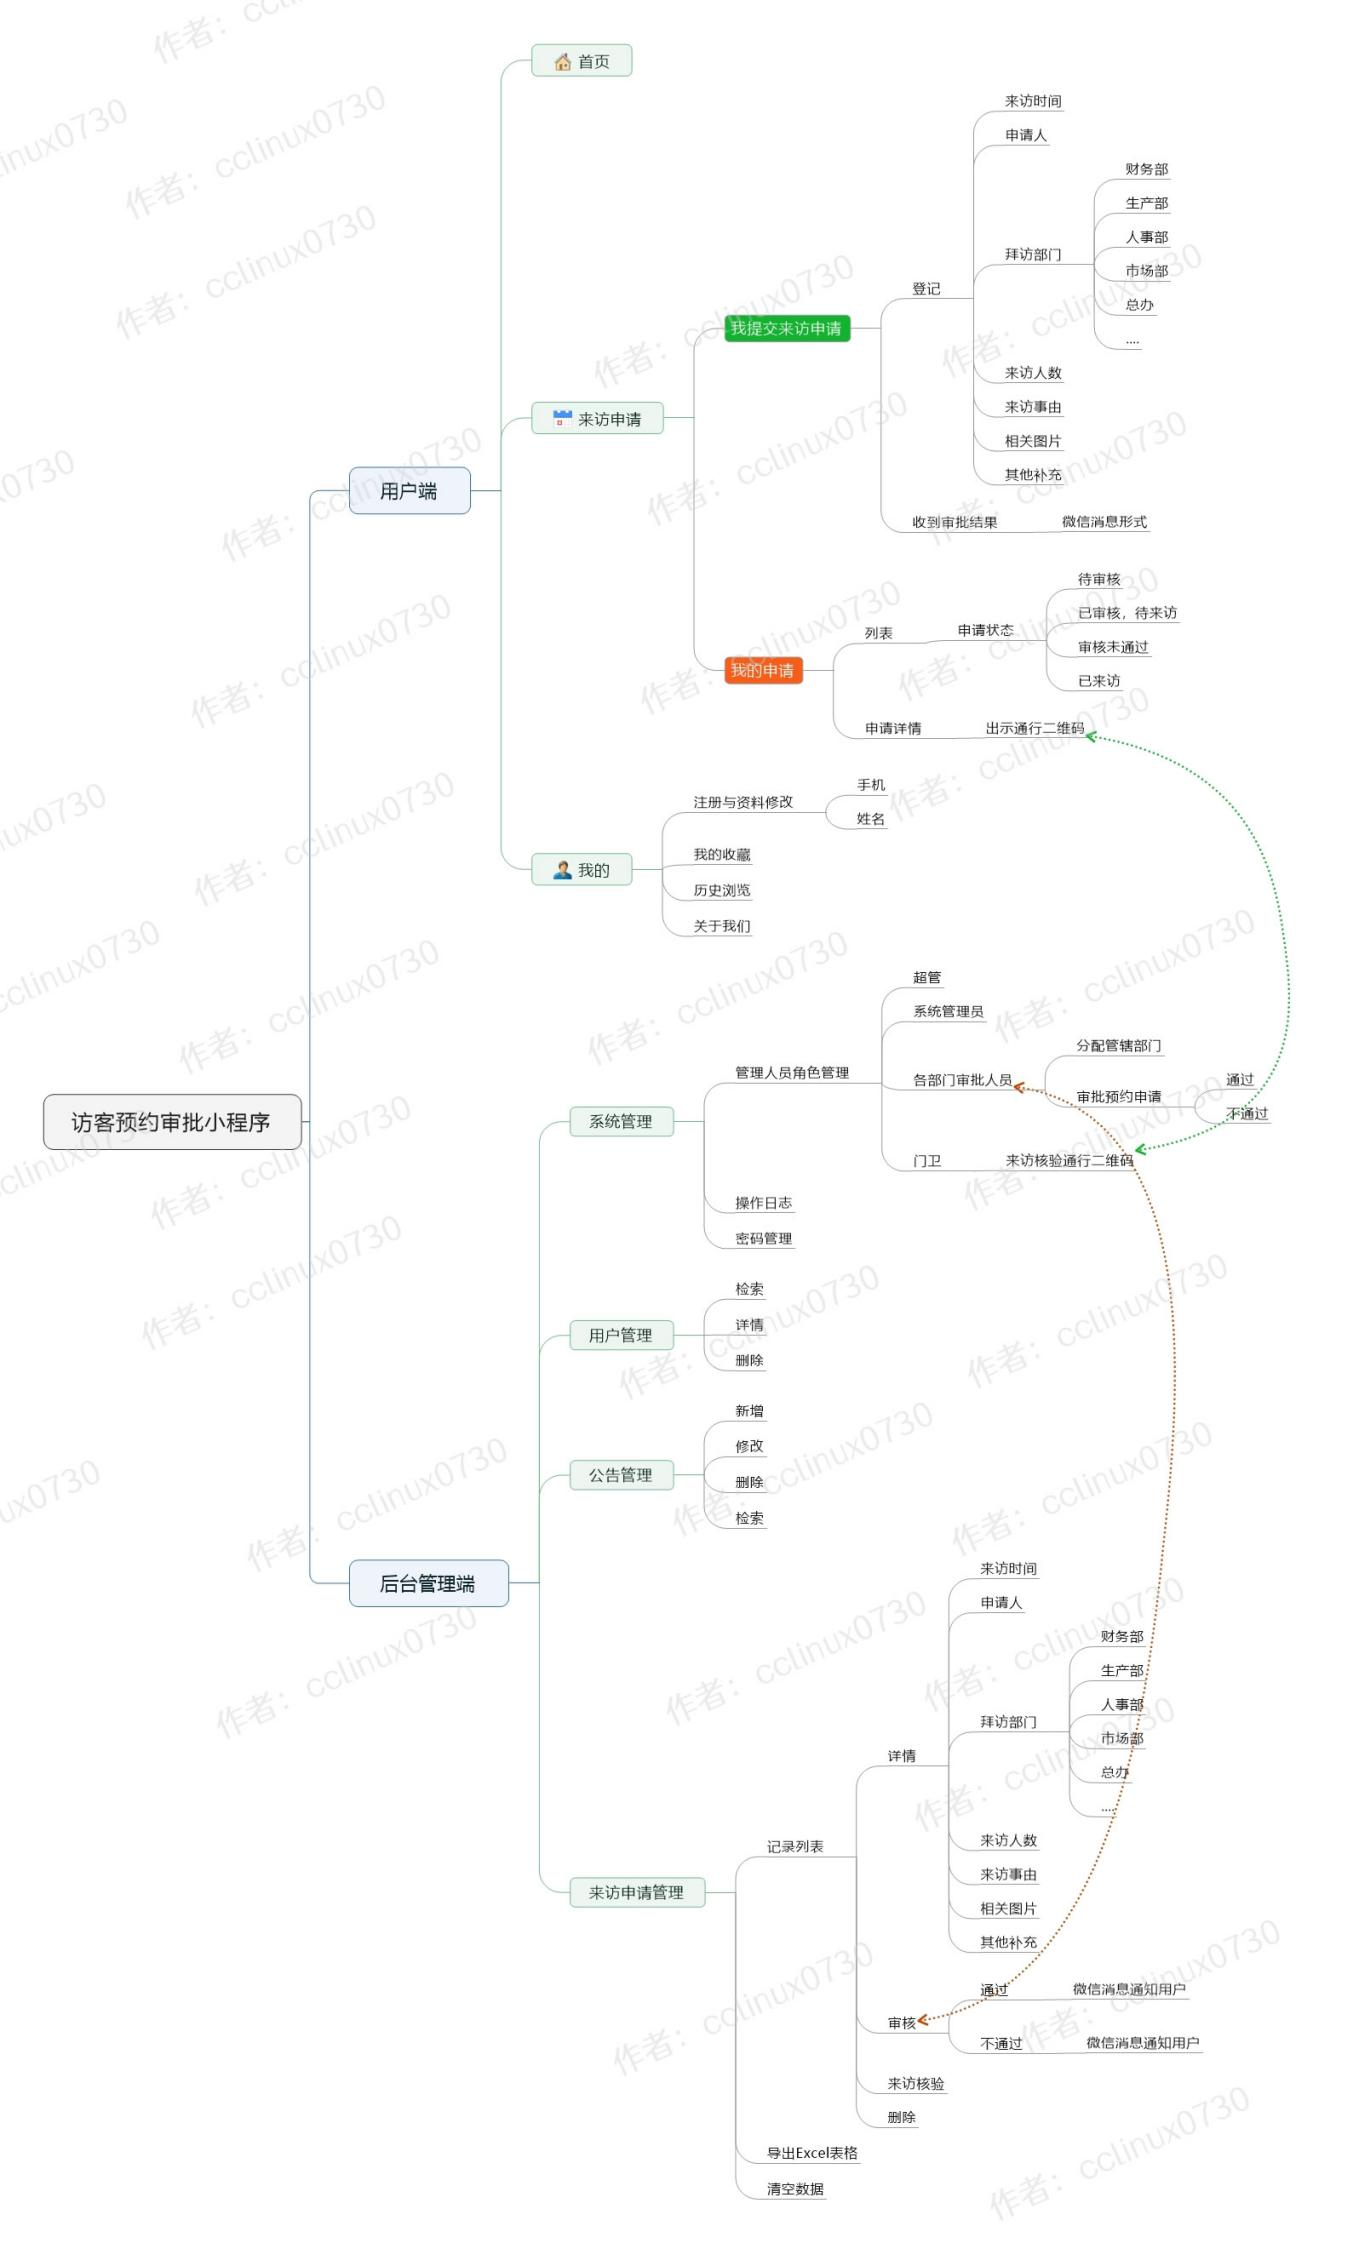 访客预约审批小程序
用户端
首页
来访申请
我提交来访申请
登记
来访时间
申请人
拜访部门
财务部
生产部
人事部
市场部
总办
....
来访人数
来访事由
相关图片
其他补充
收到审批结果
微信消息形式
我的申请
列表
申请状态
待审核
已审核，待来访
审核未通过
已来访
申请详情
出示通行二维码
我的
注册与资料修改
手机
姓名
我的收藏
历史浏览
关于我们
后台管理端
系统管理
管理人员角色管理
超管
系统管理员
各部门审批人员
分配管辖部门
审批预约申请
通过
不通过
门卫
来访核验通行二维码
操作日志
密码管理
用户管理
检索
详情
删除
公告管理
新增
修改
删除
检索
来访申请管理
记录列表
详情
来访时间
申请人
拜访部门
财务部
生产部
人事部
市场部
总办
....
来访人数
来访事由
相关图片
其他补充
审核
通过
微信消息通知用户
不通过
微信消息通知用户
来访核验
删除
导出Excel表格
清空数据
作者：cclinux0730